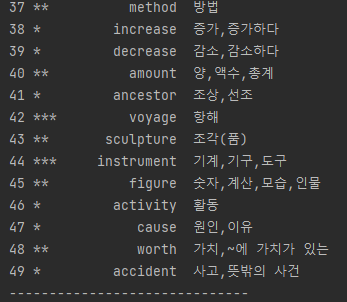 37 ** method 방법
38 * increase 증가,증가하다
39 * decrease 감소,감소하다
40 ** amount 양,액수,총계
41 * ancestor 조상,선조
42 *** voyage 항해
43 ** sculpture 조각(품)
44 *** instrument 기계,기구,도구
45 ** figure 숫자,계산,모습,인물
46 * activity 활동
47 * cause 원인,이유
48 ** worth 가치,~에 가치가 있는
49 * accident 사고,뜻밖의 사건
----------------------------------